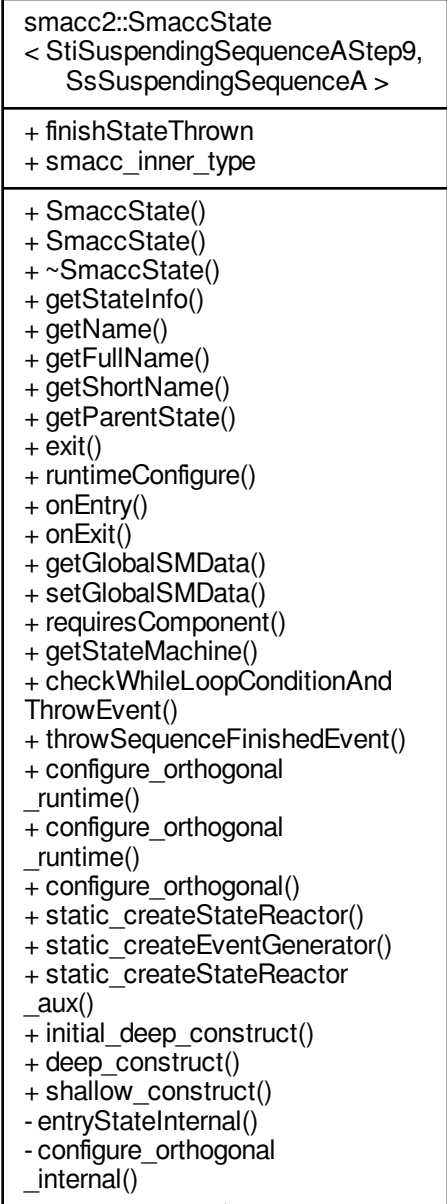 smacc2::SmaccState
< StiSuspendingSequenceAStep9,
SsSuspendingSequenceA >
+ finishStateThrown
+ smacc_inner_type
+ SmaccState()
+ SmaccState()
+ ~SmaccState()
+ getStateInfo()
+ getName()
+ getFullName()
+ getShortName()
+ getParentState()
+ exit()
+ runtimeConfigure()
+ onEntry()
+ onExit()
+ getGlobalSMData()
+ setGlobalSMData()
+ requiresComponent()
+ getStateMachine()
+ checkWhileLoopConditionAnd
ThrowEvent()
+ throwSequenceFinishedEvent()
+ configure_orthogonal
_runtime()
+ configure_orthogonal
_runtime()
+ configure_orthogonal()
+ static_createStateReactor()
+ static_createEventGenerator()
+ static_createStateReactor
_aux()
+ initial_deep_construct()
+ deep_construct()
+ shallow_construct()
- entryStateInternal()
- configure_orthogonal
_internal()